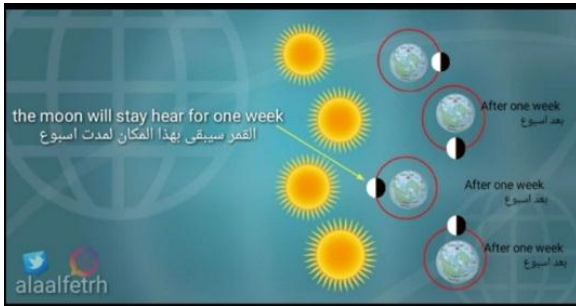 the moon will stay hear for one week
القمر سيبقى بهذا المكان لمدت اسبوع
After one week
بعد اسبوع
After one week
بعد اسبوع
After one week
بعد اسبوع
alaalfetrh